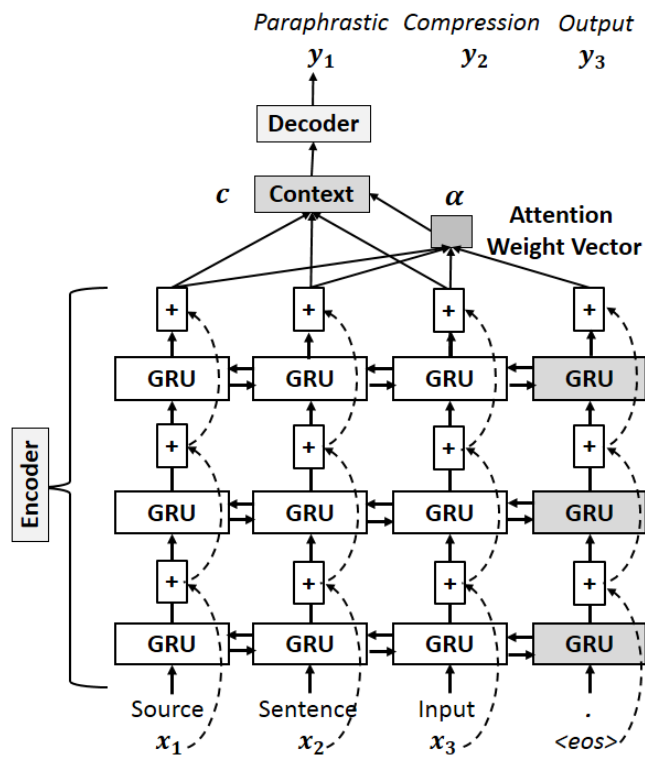 Paraphrastic Compression Output
y₁ y₂ y₃
Decoder
c Context α
Attention
Weight Vector
+ + + +
GRU GRU GRU GRU
+ + + +
Encoder
GRU GRU GRU GRU
+ + + +
GRU GRU GRU GRU
Source Sentence Input .
x₁ x₂ x₃ <eos>